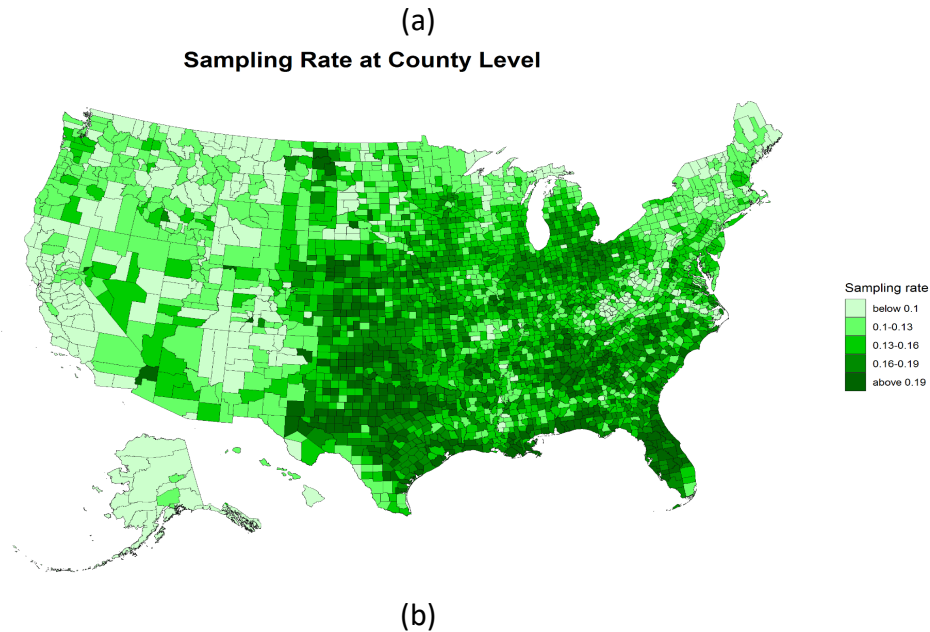 (a)
Sampling Rate at County Level
Sampling rate
below 0.1
0.1-0.13
0.13-0.16
0.16-0.19
above 0.19
(b)